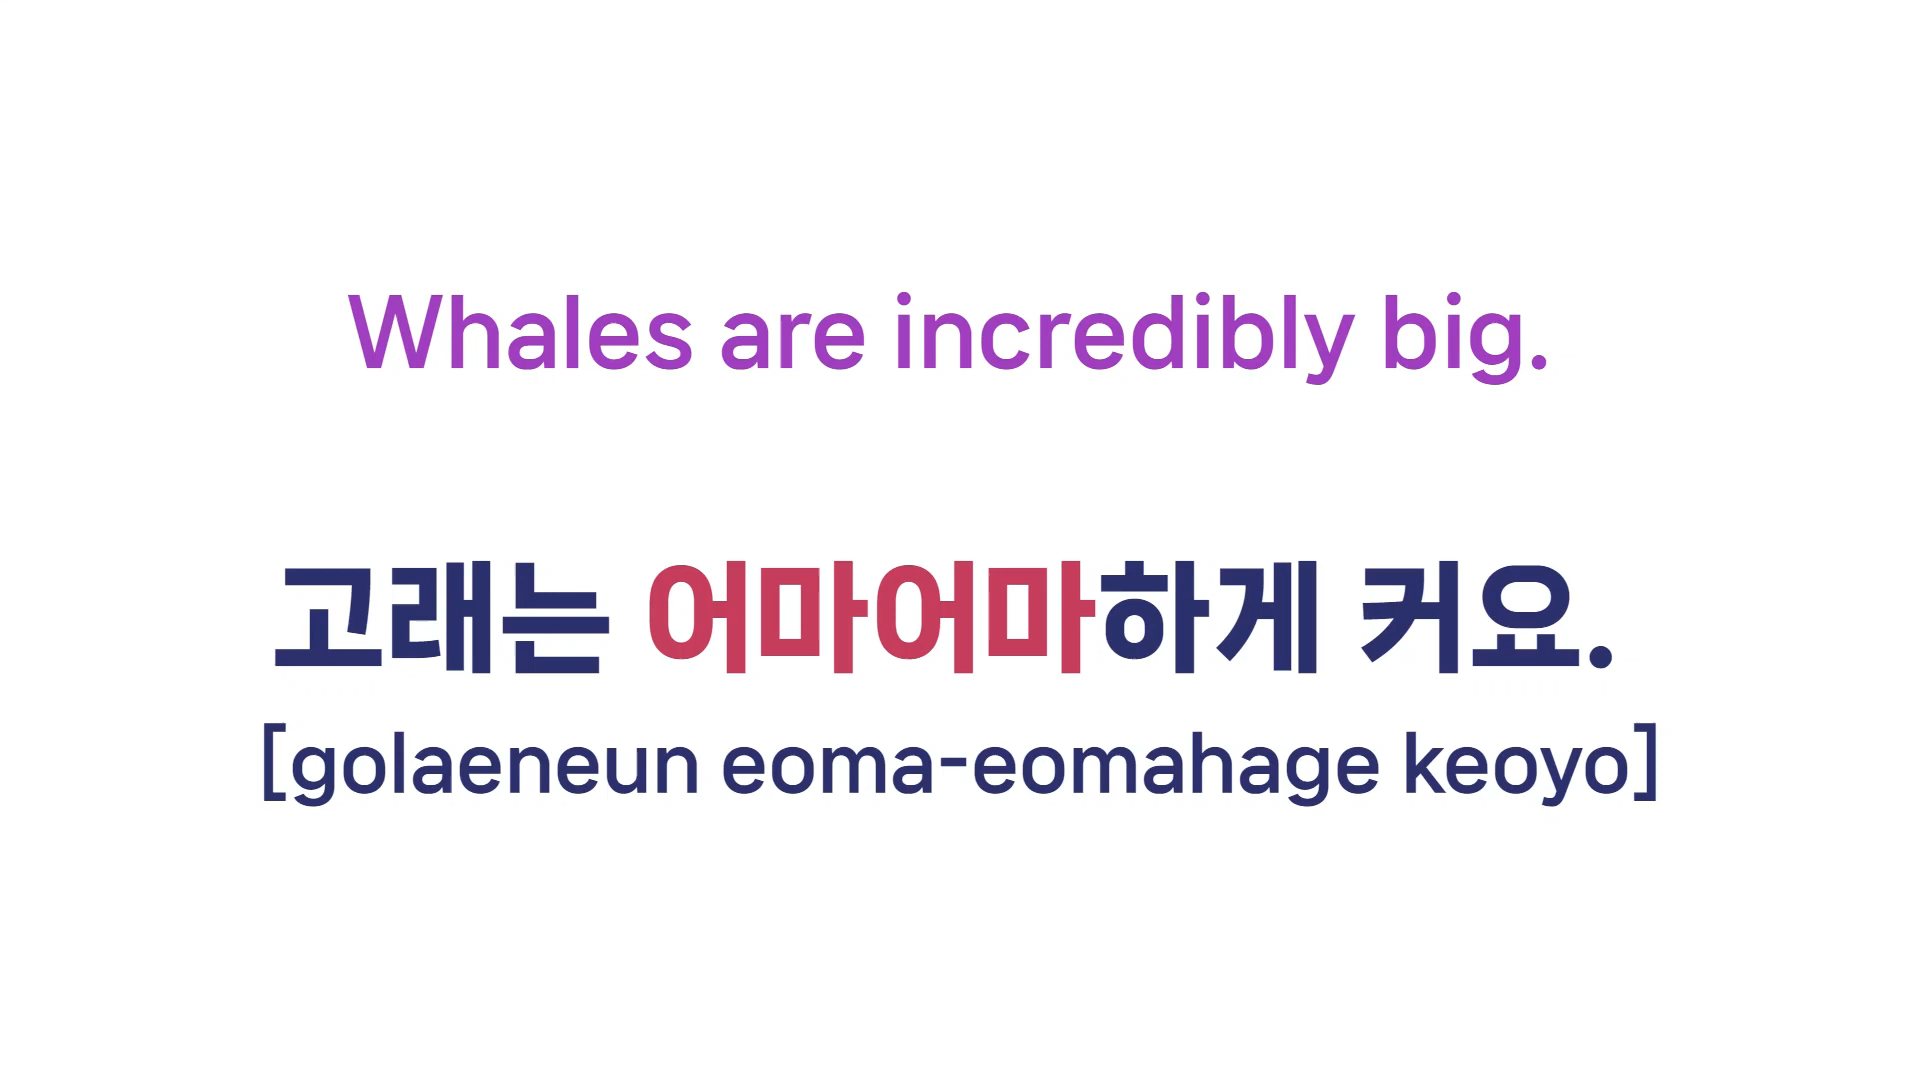 Whales are incredibly big.
고래는 어마어마하게 커요.
[golaeneun eoma-eomahage keoyo]